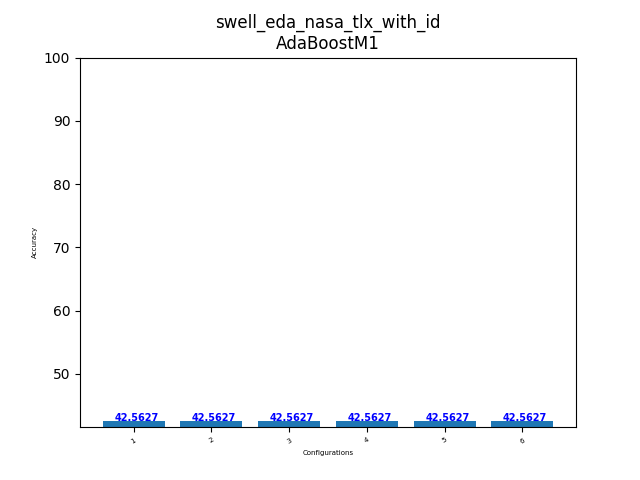 swell_eda_nasa_tlx_with_id
AdaBoostM1
100
90
80
70
60
50
Accuracy
42.5627 42.5627 42.5627 42.5627 42.5627 42.5627
1 2 3 4 5 6
Configurations